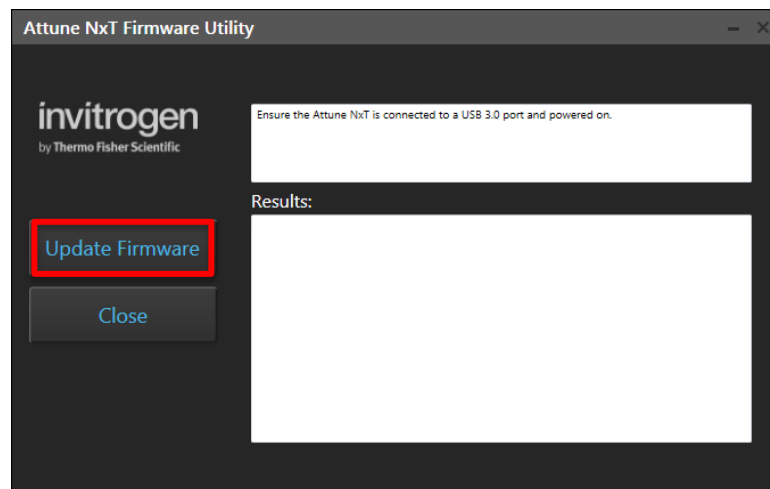 Attune NxT Firmware Utility
invitrogen
by Thermo Fisher Scientific
Ensure the Attune NxT is connected to a USB 3.0 port and powered on.
Results:
Update Firmware
Close